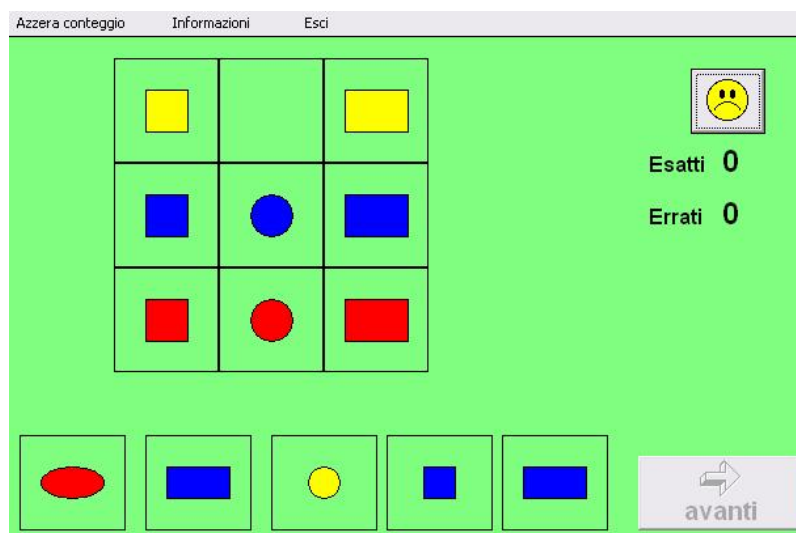 Azzera conteggio Informazioni Esci
Esatti 0
Errati 0
avanti